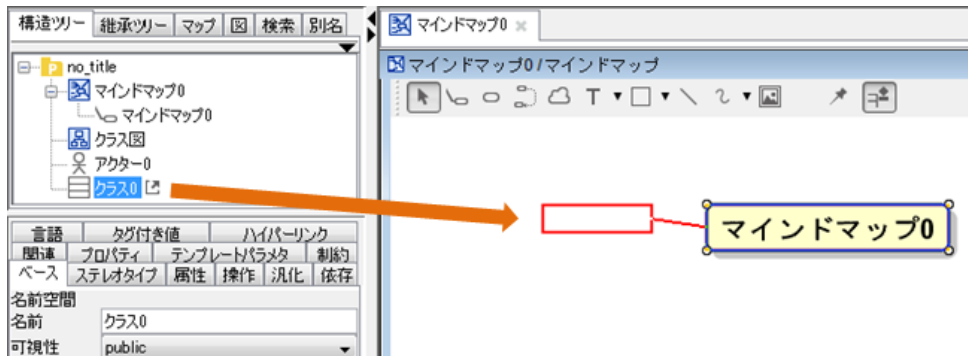 構造ツリー 継承ツリー マップ 図 検索 別名
no_title
マインドマップ0
マインドマップ0
クラス図
アクター0
クラス0
言語 タグ付き値 ハイパーリンク
関連 プロパティ テンプレートパラメタ 制約
ベース ステレオタイプ 属性 操作 汎化 依存
名前空間
名前 クラス0
可視性 public
マインドマップ0
マインドマップ0/マインドマップ
T
マインドマップ0